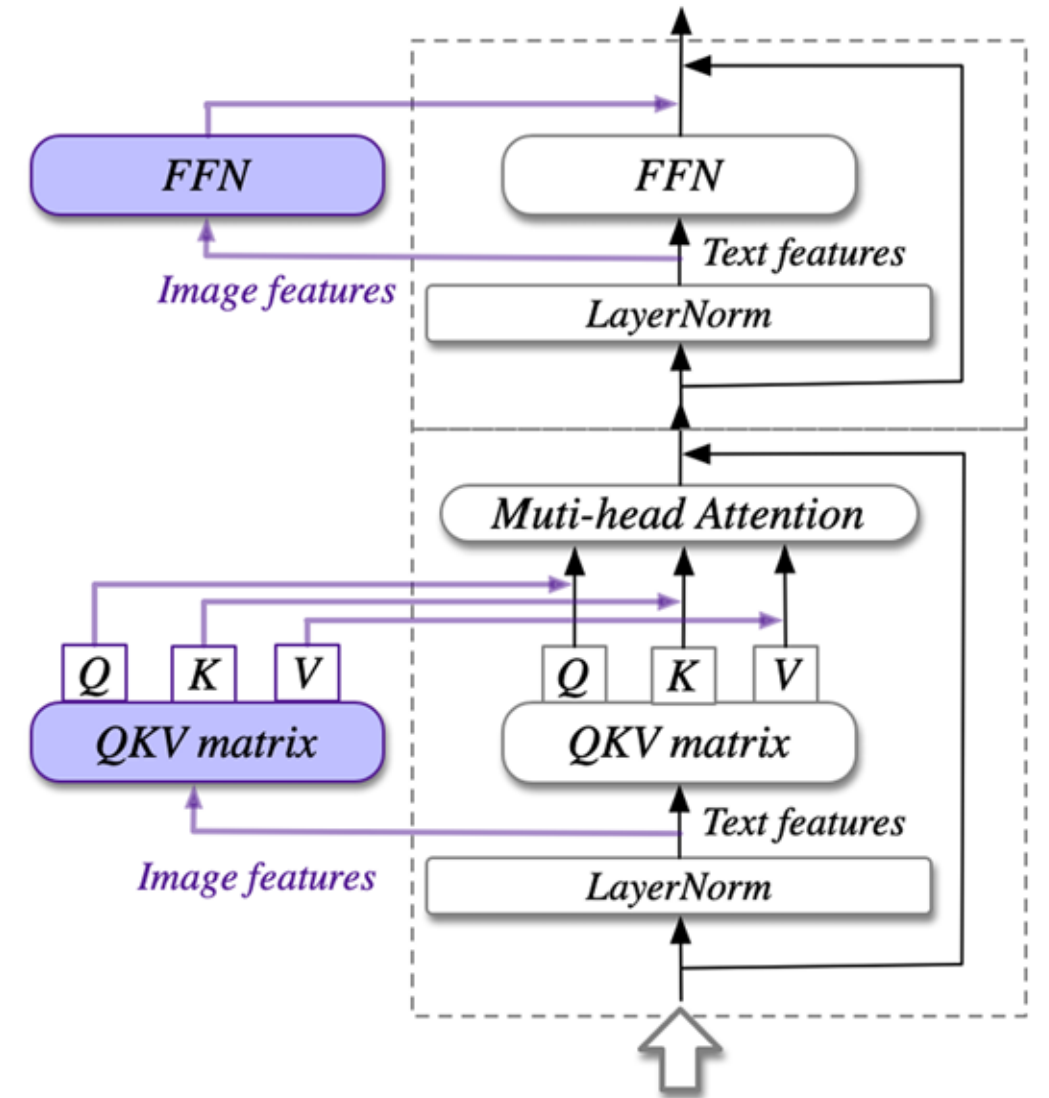 FFN
FFN
Text features
Image features
LayerNorm
Muti-head Attention
Q K V
Q K V
QKV matrix
QKV matrix
Text features
Image features
LayerNorm